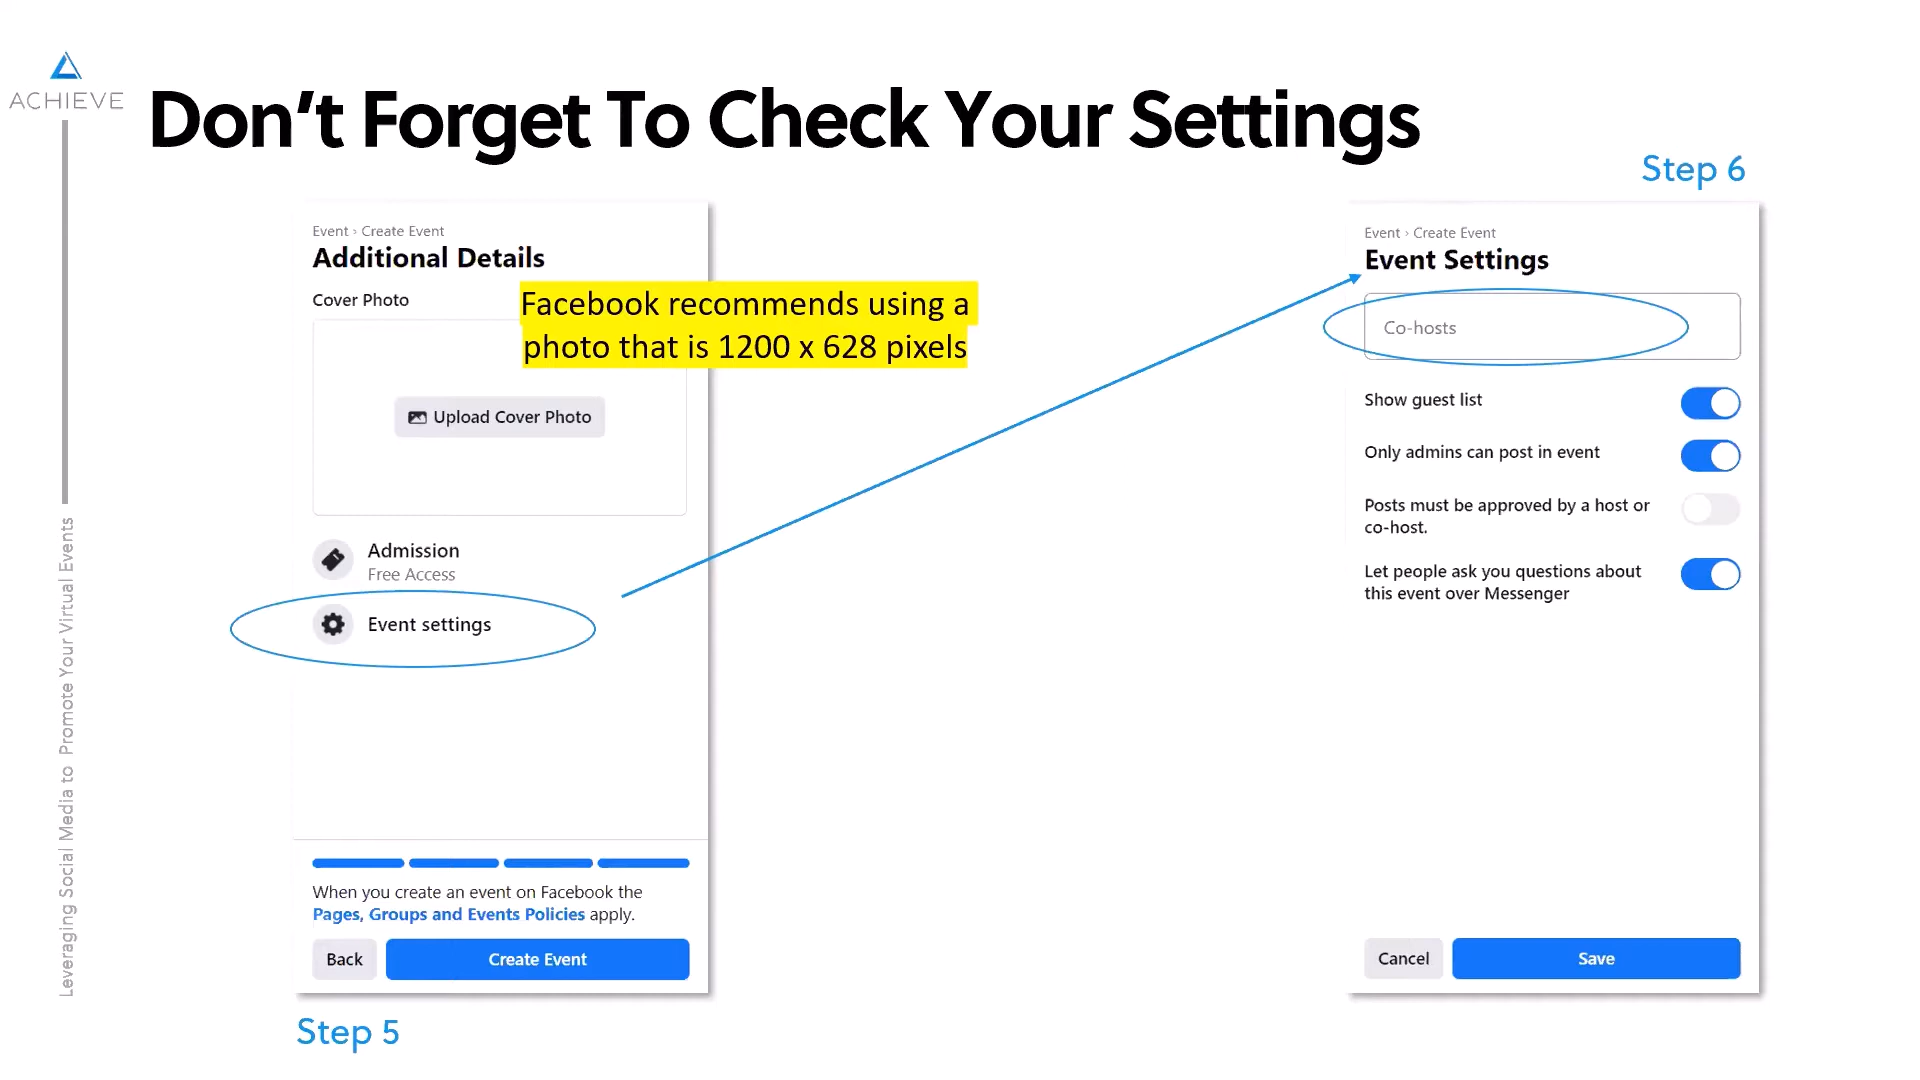 ACHIEVE
Don't Forget To Check Your Settings
Leveraging Social Media to Promote Your Virtual Events
Event › Create Event
Additional Details
Cover Photo
Facebook recommends using a
photo that is 1200 x 628 pixels
Upload Cover Photo
Admission
Free Access
Event settings
When you create an event on Facebook the
Pages, Groups and Events Policies apply.
Back
Create Event
Step 5
Step 6
Event › Create Event
Event Settings
Co-hosts
Show guest list
Only admins can post in event
Posts must be approved by a host or
co-host.
Let people ask you questions about
this event over Messenger
Cancel
Save